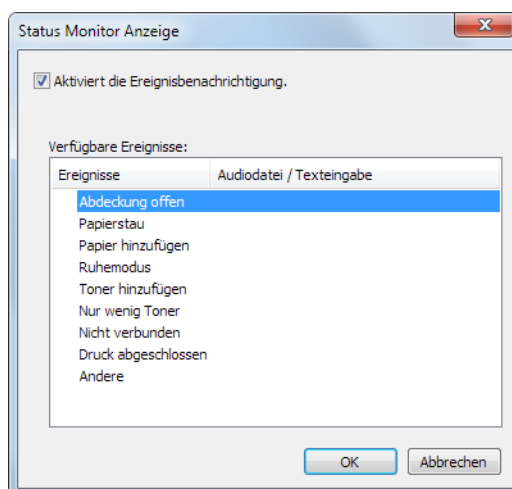 Status Monitor Anzeige
Aktiviert die Ereignisbenachrichtigung.
Verfügbare Ereignisse:
Ereignisse Audiodatei / Texteingabe
Abdeckung offen
Papierstau
Papier hinzufügen
Ruhemodus
Toner hinzufügen
Nur wenig Toner
Nicht verbunden
Druck abgeschlossen
Andere
OK Abbrechen